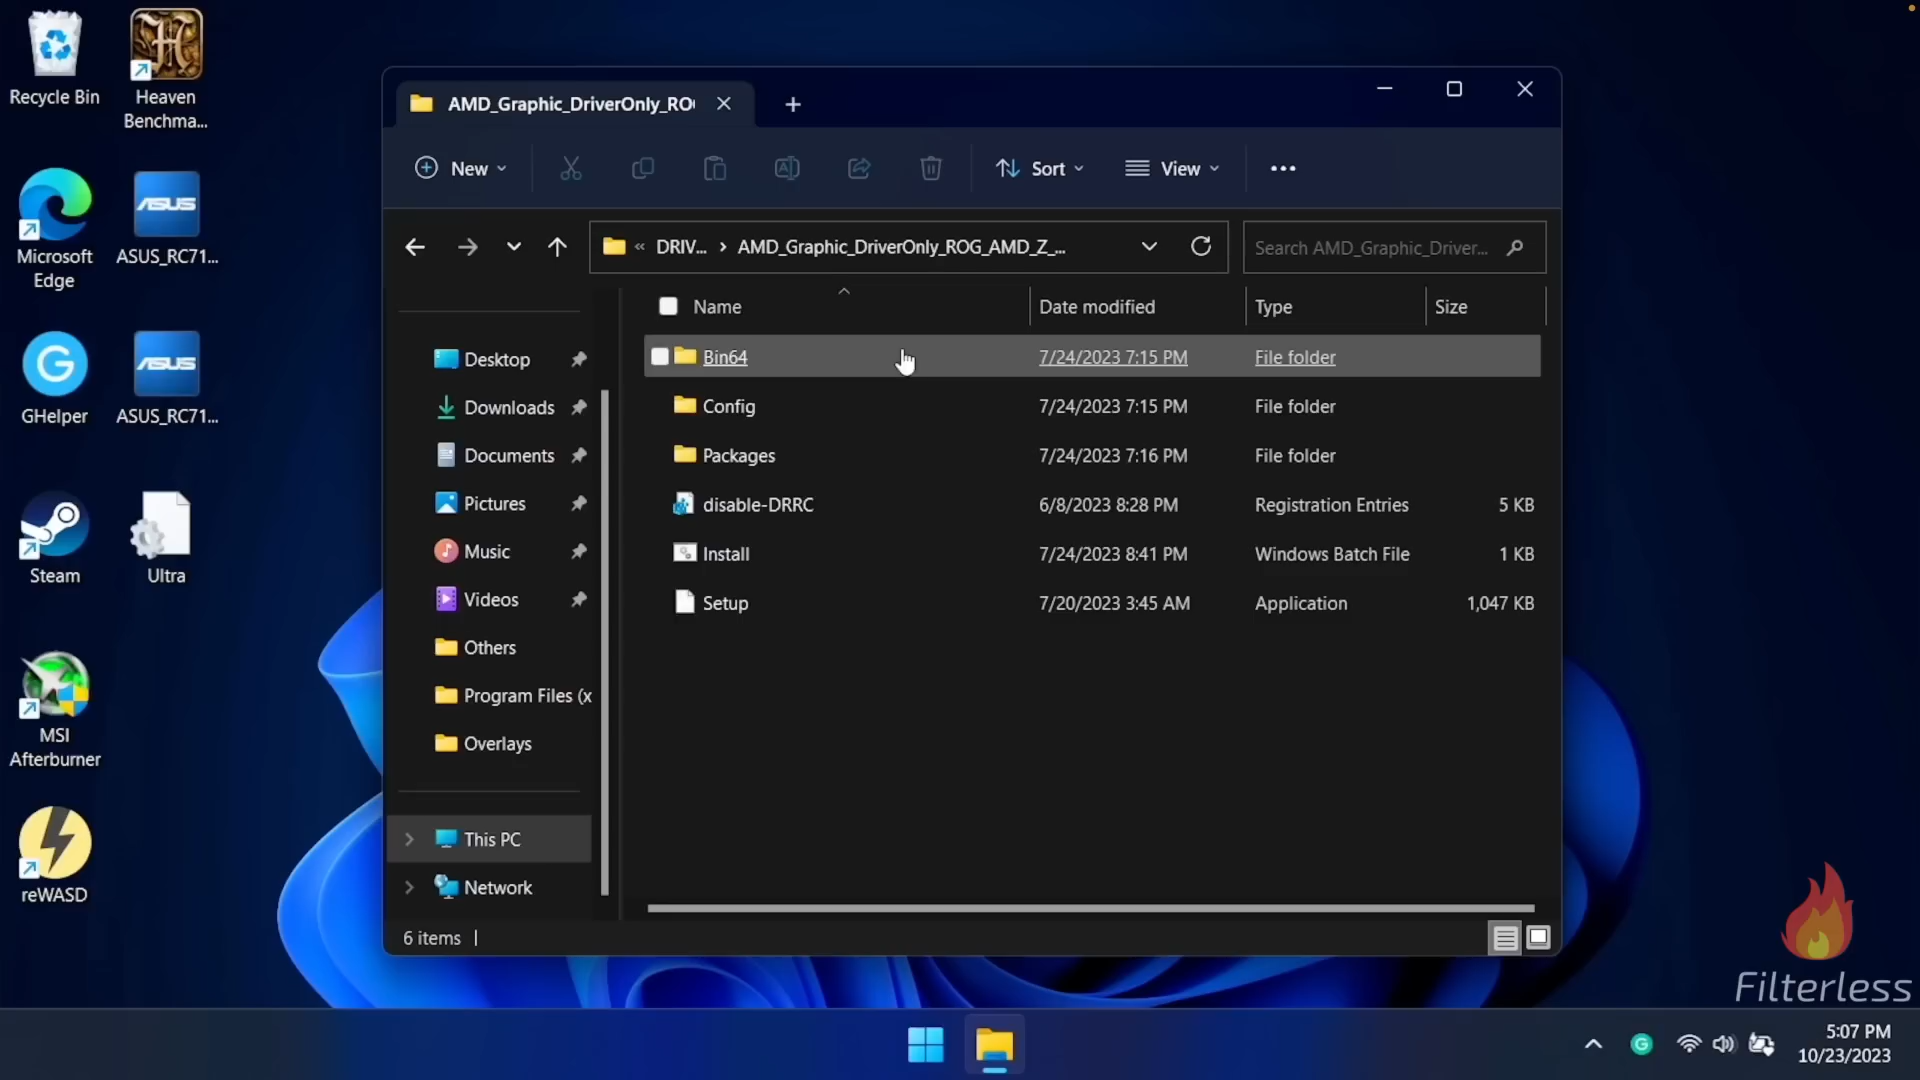 Recycle Bin
Heaven
Benchma...
Microsoft
Edge
ASUS
ASUS_RC71...
GHelper
ASUS
ASUS_RC71...
Steam
Ultra
MSI
Afterburner
reWASD
AMD_Graphic_DriverOnly_RO
New
Sort
View
« DRIV... › AMD_Graphic_DriverOnly_ROG_AMD_Z_...
Search AMD_Graphic_Driver...
Name Date modified Type Size
Bin64 7/24/2023 7:15 PM File folder
Config 7/24/2023 7:15 PM File folder
Packages 7/24/2023 7:16 PM File folder
disable-DRRC 6/8/2023 8:28 PM Registration Entries 5 KB
Install 7/24/2023 8:41 PM Windows Batch File 1 KB
Setup 7/20/2023 3:45 AM Application 1,047 KB
Desktop
Downloads
Documents
Pictures
Music
Videos
Others
Program Files (x
Overlays
This PC
Network
6 items
Filterless
5:07 PM
10/23/2023